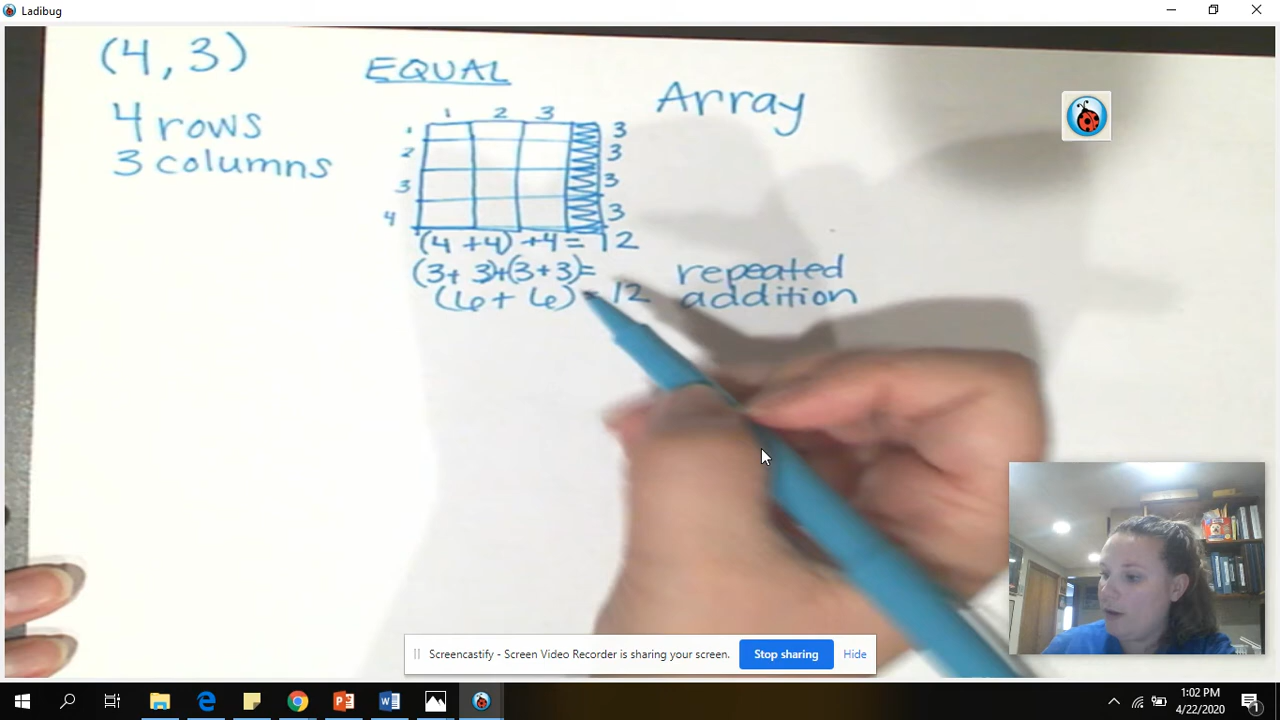 Ladibug
(4, 3)
4 rows
3 columns
EQUAL
1 2 3
1
2
3
4
3
3
3
3
(4 +4) +4 = 12
(3+ 3)+(3+3)=
(6+ 6) = 12
Array
repeated
addition
Screencastify - Screen Video Recorder is sharing your screen.
Stop sharing
Hide
1:02 PM
4/22/2020
1